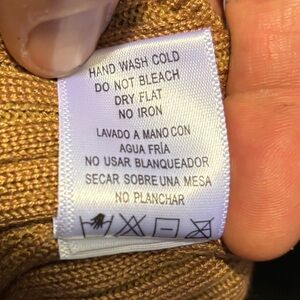 HAND WASH COLD
DO NOT BLEACH
DRY FLAT
NO IRON
LAVADO A MANO CON
AGUA FRÍA
NO USAR BLANQUEADOR
SECAR SOBRE UNA MESA
NO PLANCHAR